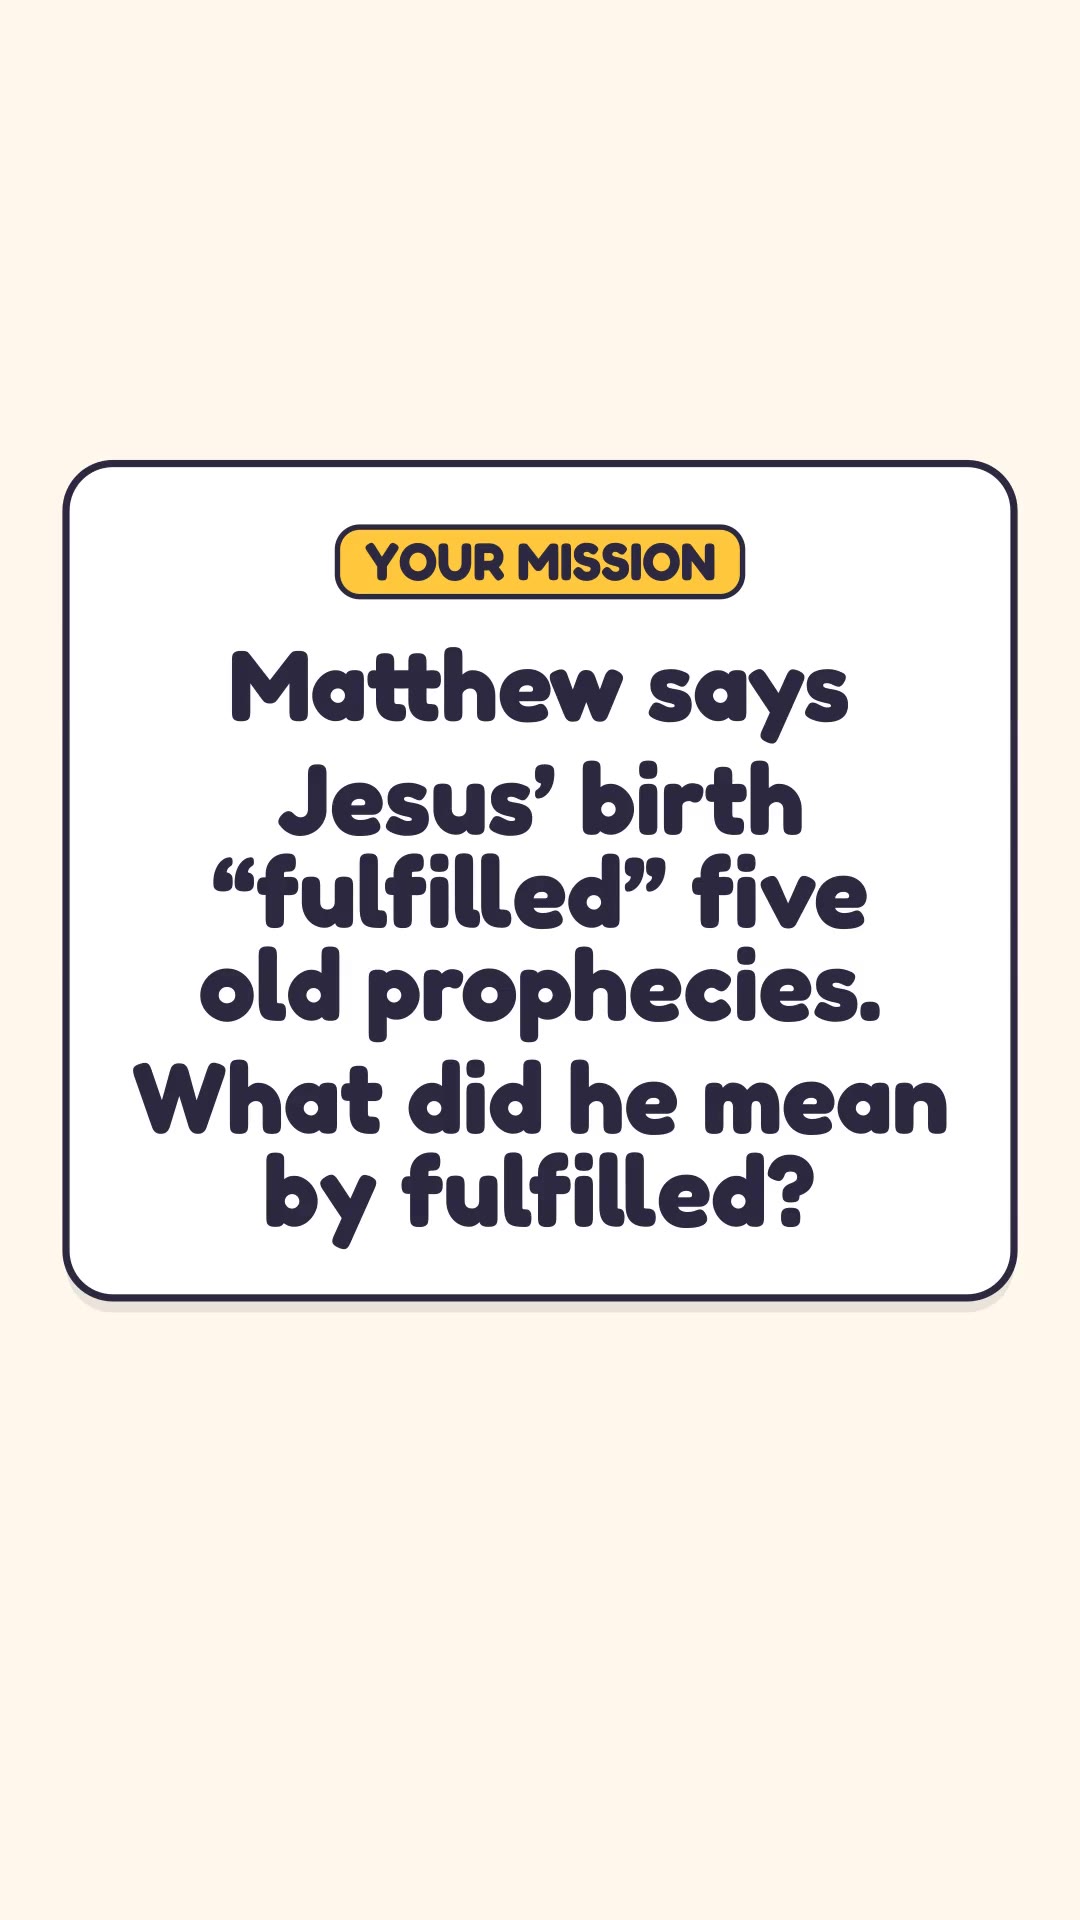 YOUR MISSION
Matthew says
Jesus’ birth
“fulfilled” five
old prophecies.
What did he mean
by fulfilled?